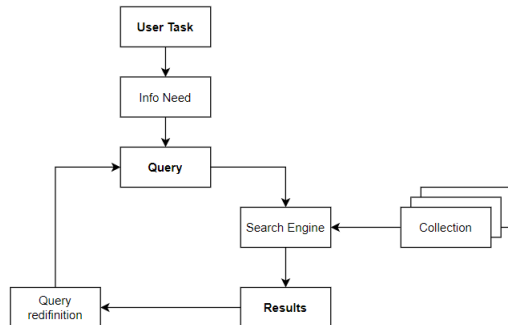 User Task
Info Need
Query
Search Engine
Collection
Query
redifinition
Results